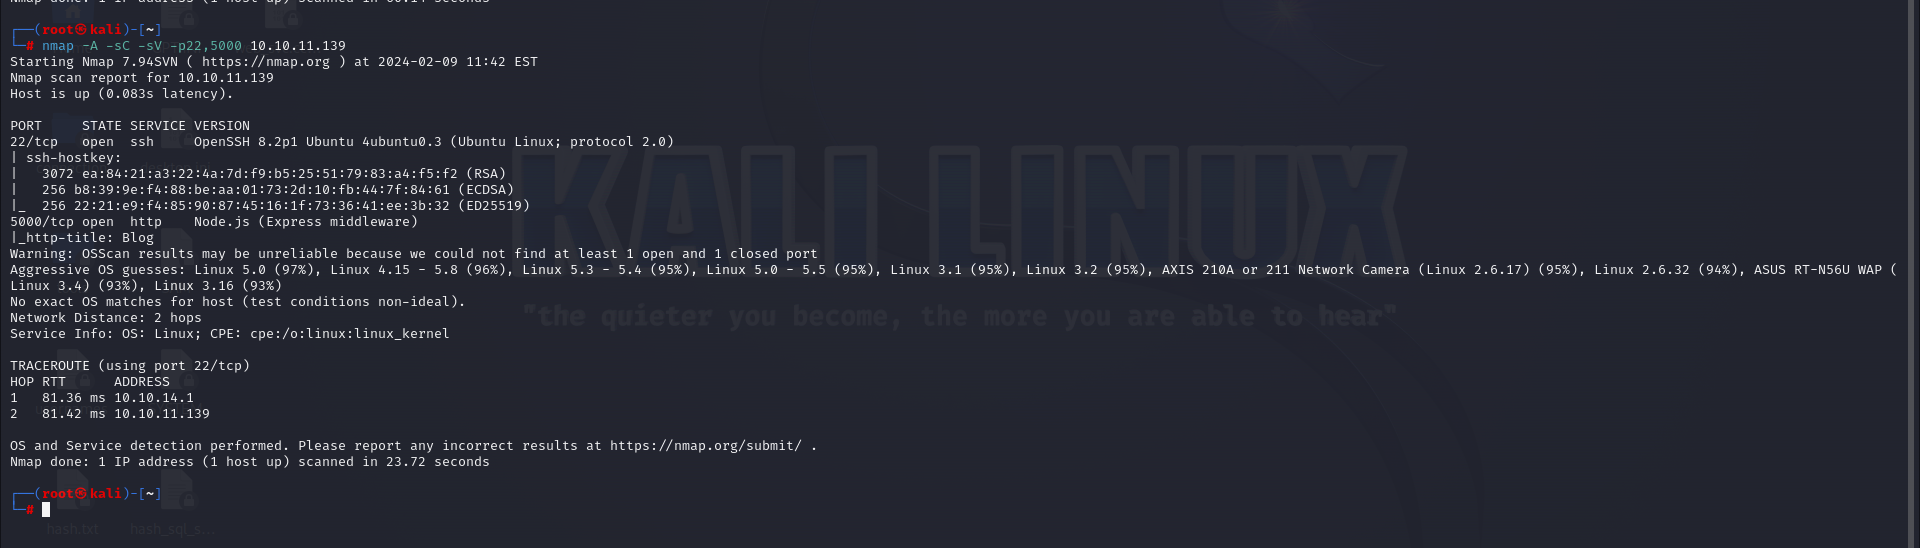 Nmap done: 1 IP address (1 host up) scanned in 60.14 seconds
┌──(root㉿kali)-[~]
└─# nmap -A -sC -sV -p22,5000 10.10.11.139
Starting Nmap 7.94SVN ( https://nmap.org ) at 2024-02-09 11:42 EST
Nmap scan report for 10.10.11.139
Host is up (0.083s latency).
PORT     STATE SERVICE VERSION
22/tcp   open  ssh     OpenSSH 8.2p1 Ubuntu 4ubuntu0.3 (Ubuntu Linux; protocol 2.0)
| ssh-hostkey:
|   3072 ea:84:21:a3:22:4a:7d:f9:b5:25:51:79:83:a4:f5:f2 (RSA)
|   256 b8:39:9e:f4:88:be:aa:01:73:2d:10:fb:44:7f:84:61 (ECDSA)
|_  256 22:21:e9:f4:85:90:87:45:16:1f:73:36:41:ee:3b:32 (ED25519)
5000/tcp open  http    Node.js (Express middleware)
|_http-title: Blog
Warning: OSScan results may be unreliable because we could not find at least 1 open and 1 closed port
Aggressive OS guesses: Linux 5.0 (97%), Linux 4.15 - 5.8 (96%), Linux 5.3 - 5.4 (95%), Linux 5.0 - 5.5 (95%), Linux 3.1 (95%), Linux 3.2 (95%), AXIS 210A or 211 Network Camera (Linux 2.6.17) (95%), Linux 2.6.32 (94%), ASUS RT-N56U WAP (
Linux 3.4) (93%), Linux 3.16 (93%)
No exact OS matches for host (test conditions non-ideal).
Network Distance: 2 hops
Service Info: OS: Linux; CPE: cpe:/o:linux:linux_kernel
TRACEROUTE (using port 22/tcp)
HOP RTT      ADDRESS
1   81.36 ms 10.10.14.1
2   81.42 ms 10.10.11.139
OS and Service detection performed. Please report any incorrect results at https://nmap.org/submit/ .
Nmap done: 1 IP address (1 host up) scanned in 23.72 seconds
┌──(root㉿kali)-[~]
└─#
KALI LINUX
"the quieter you become, the more you are able to hear"
hash.txt
hash_sql_s...